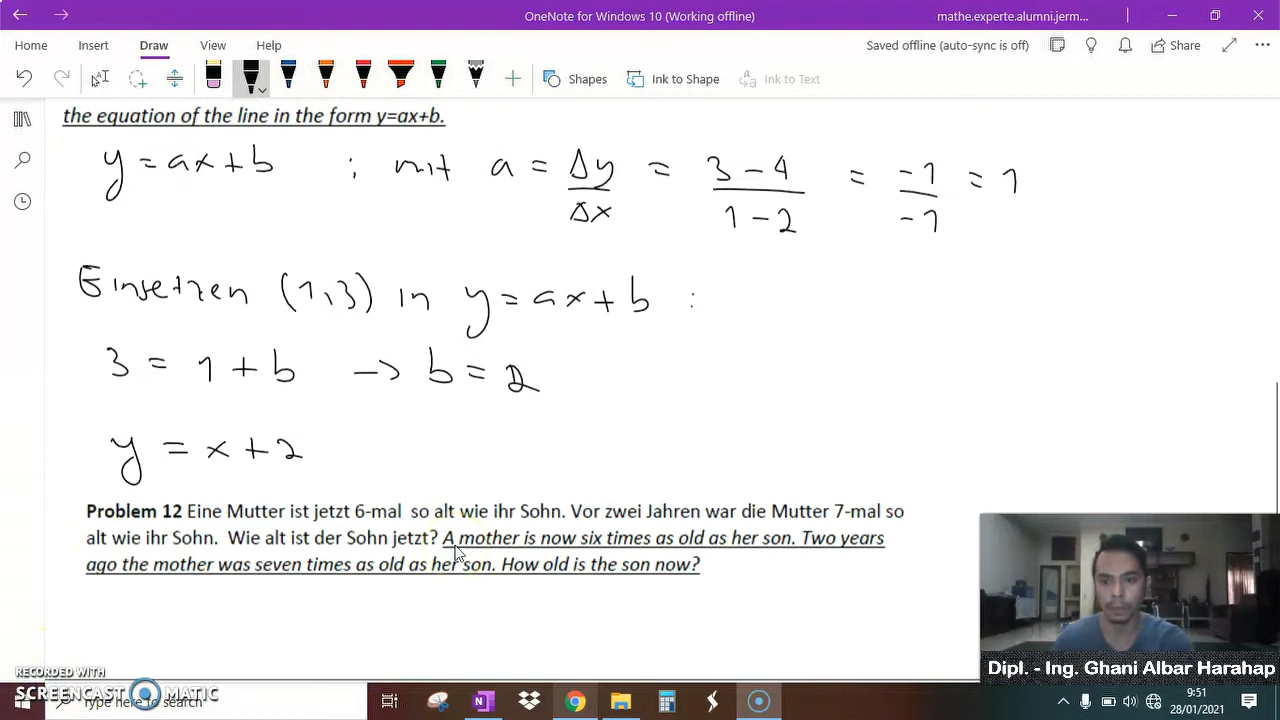 OneNote for Windows 10 (Working offline)
mathe.experte.alumni.jerm...
Home Insert Draw View Help
Saved offline (auto-sync is off)
Share
Shapes
Ink to Shape
Ink to Text
the equation of the line in the form y=ax+b.
y = ax + b ; mit a = Δy/Δx = (3 - 4)/(1 - 2) = -1/-1 = 1
Einsetzen (1,3) in y = ax + b :
3 = 1 + b -> b = 2
y = x + 2
Problem 12 Eine Mutter ist jetzt 6-mal so alt wie ihr Sohn. Vor zwei Jahren war die Mutter 7-mal so
alt wie ihr Sohn. Wie alt ist der Sohn jetzt? A mother is now six times as old as her son. Two years
ago the mother was seven times as old as her son. How old is the son now?
Dipl. - Ing. Ghani Albar Harahap
RECORDED WITH
SCREENCAST MATIC
Type here to search
9:51
28/01/2021